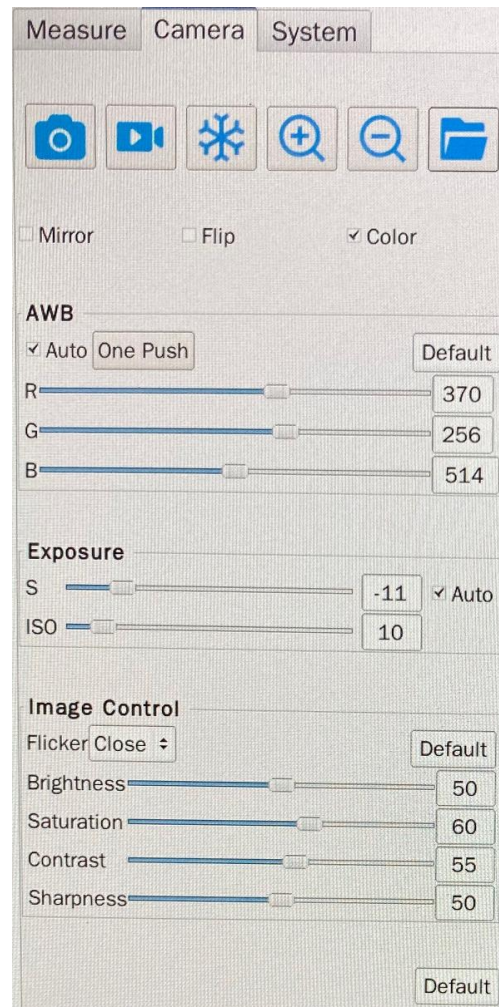 Measure Camera System
Mirror Flip Color
AWB
Auto One Push Default
R 370
G 256
B 514
Exposure
S -11 Auto
ISO 10
Image Control
Flicker Close Default
Brightness 50
Saturation 60
Contrast 55
Sharpness 50
Default